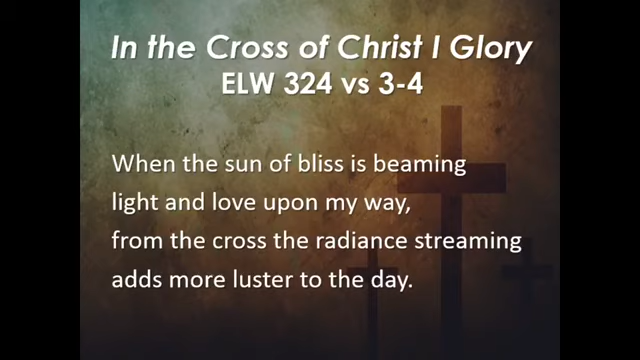 In the Cross of Christ I Glory
ELW 324 vs 3-4
When the sun of bliss is beaming
light and love upon my way,
from the cross the radiance streaming
adds more luster to the day.